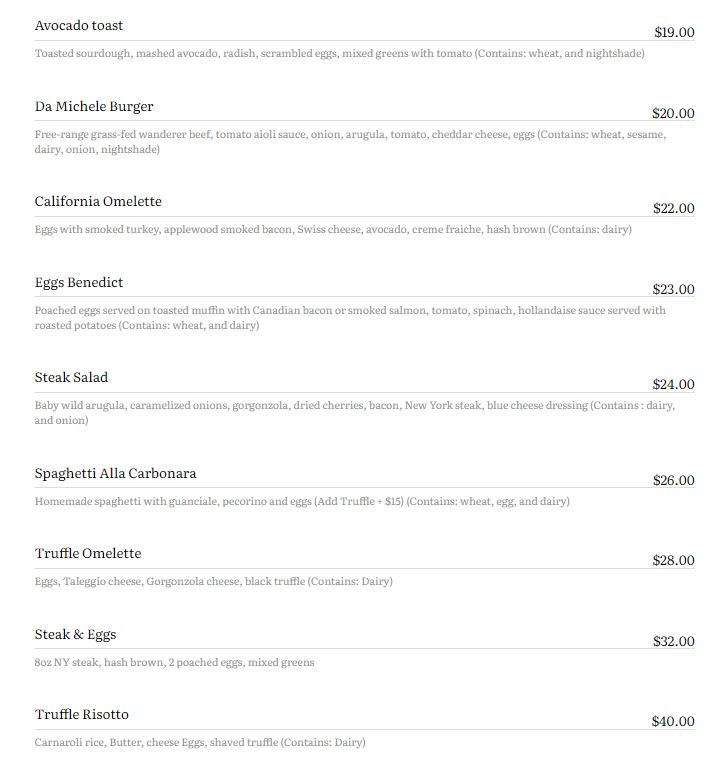 Avocado toast
$19.00
Toasted sourdough, mashed avocado, radish, scrambled eggs, mixed greens with tomato (Contains: wheat, and nightshade)
Da Michele Burger
$20.00
Free-range grass-fed wanderer beef, tomato aioli sauce, onion, arugula, tomato, cheddar cheese, eggs (Contains: wheat, sesame,
dairy, onion, nightshade)
California Omelette
$22.00
Eggs with smoked turkey, applewood smoked bacon, Swiss cheese, avocado, creme fraiche, hash brown (Contains: dairy)
Eggs Benedict
$23.00
Poached eggs served on toasted muffin with Canadian bacon or smoked salmon, tomato, spinach, hollandaise sauce served with
roasted potatoes (Contains: wheat, and dairy)
Steak Salad
$24.00
Baby wild arugula, caramelized onions, gorgonzola, dried cherries, bacon, New York steak, blue cheese dressing (Contains : dairy,
and onion)
Spaghetti Alla Carbonara
$26.00
Homemade spaghetti with guanciale, pecorino and eggs (Add Truffle + $15) (Contains: wheat, egg, and dairy)
Truffle Omelette
$28.00
Eggs, Taleggio cheese, Gorgonzola cheese, black truffle (Contains: Dairy)
Steak & Eggs
$32.00
8oz NY steak, hash brown, 2 poached eggs, mixed greens
Truffle Risotto
$40.00
Carnaroli rice, Butter, cheese Eggs, shaved truffle (Contains: Dairy)